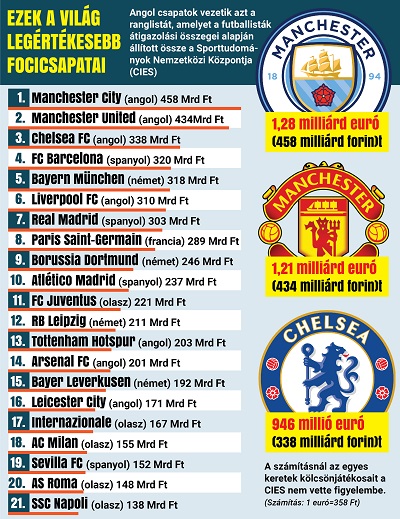 EZEK A VILÁG
LEGÉRTÉKESEBB
FOCICSAPATAI
Angol csapatok vezetik azt a
ranglistát, amelyet a futballisták
átigazolási összegei alapján
állított össze a Sporttudomá-
nyok Nemzetközi Központja
(CIES)
1. Manchester City (angol) 458 Mrd Ft
2. Manchester United (angol) 434Mrd Ft
3. Chelsea FC (angol) 338 Mrd Ft
4. FC Barcelona (spanyol) 320 Mrd Ft
5. Bayern München (német) 318 Mrd Ft
6. Liverpool FC (angol) 310 Mrd Ft
7. Real Madrid (spanyol) 303 Mrd Ft
8. Paris Saint-Germain (francia) 289 Mrd Ft
9. Borussia Dortmund (német) 246 Mrd Ft
10. Atlético Madrid (spanyol) 237 Mrd Ft
11. FC Juventus (olasz) 221 Mrd Ft
12. RB Leipzig (német) 211 Mrd Ft
13. Tottenham Hotspur (angol) 203 Mrd Ft
14. Arsenal FC (angol) 201 Mrd Ft
15. Bayer Leverkusen (német) 192 Mrd Ft
16. Leicester City (angol) 171 Mrd Ft
17. Internazionale (olasz) 167 Mrd Ft
18. AC Milan (olasz) 155 Mrd Ft
19. Sevilla FC (spanyol) 152 Mrd Ft
20. AS Roma (olasz) 148 Mrd Ft
21. SSC Napoli (olasz) 138 Mrd Ft
MANCHESTER
18 94
1,28 milliárd euró
(458 milliárd forin)t
MANCHESTER
1,21 milliárd euró
(434 milliárd forin)t
CHELSEA
946 millió euró
(338 milliárd forin)t
A számításnál az egyes
keretek kölcsönjátékosait a
CIES nem vette figyelembe.
(Számítás: 1 euró=358 Ft)